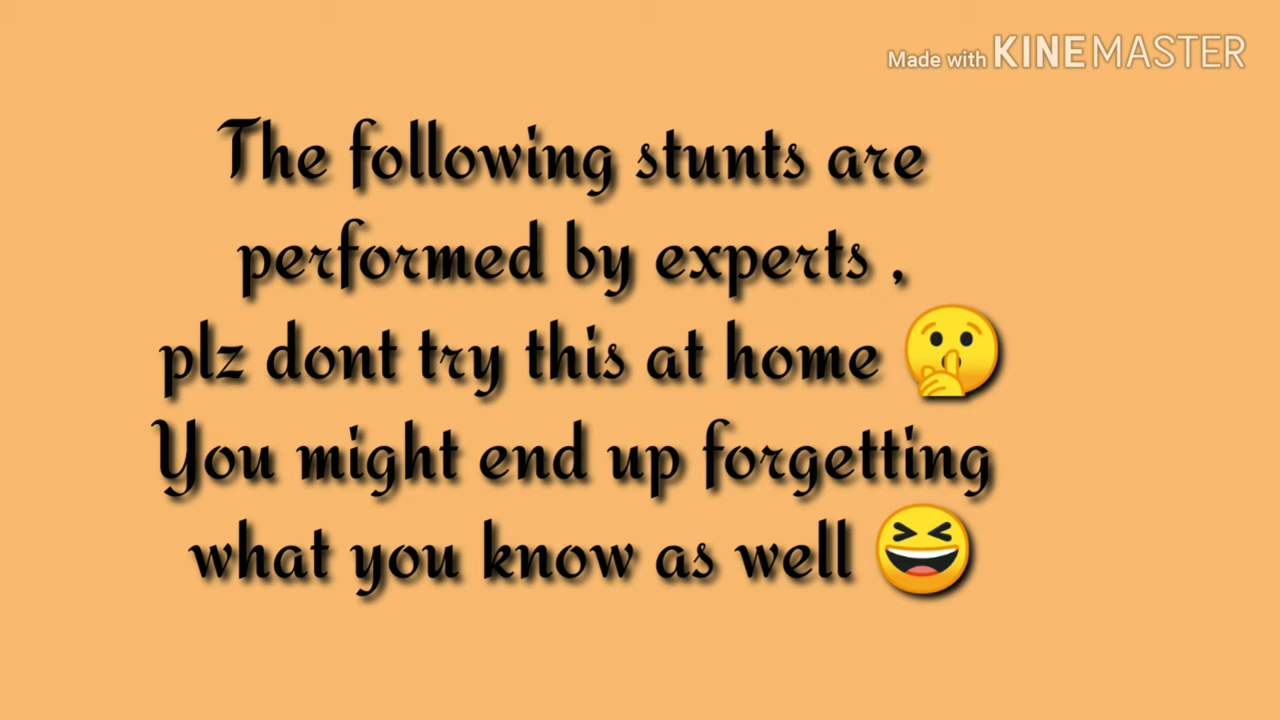 Made with KINEMASTER
The following stunts are
performed by experts ,
plz dont try this at home 🤫
You might end up forgetting
what you know as well 😆